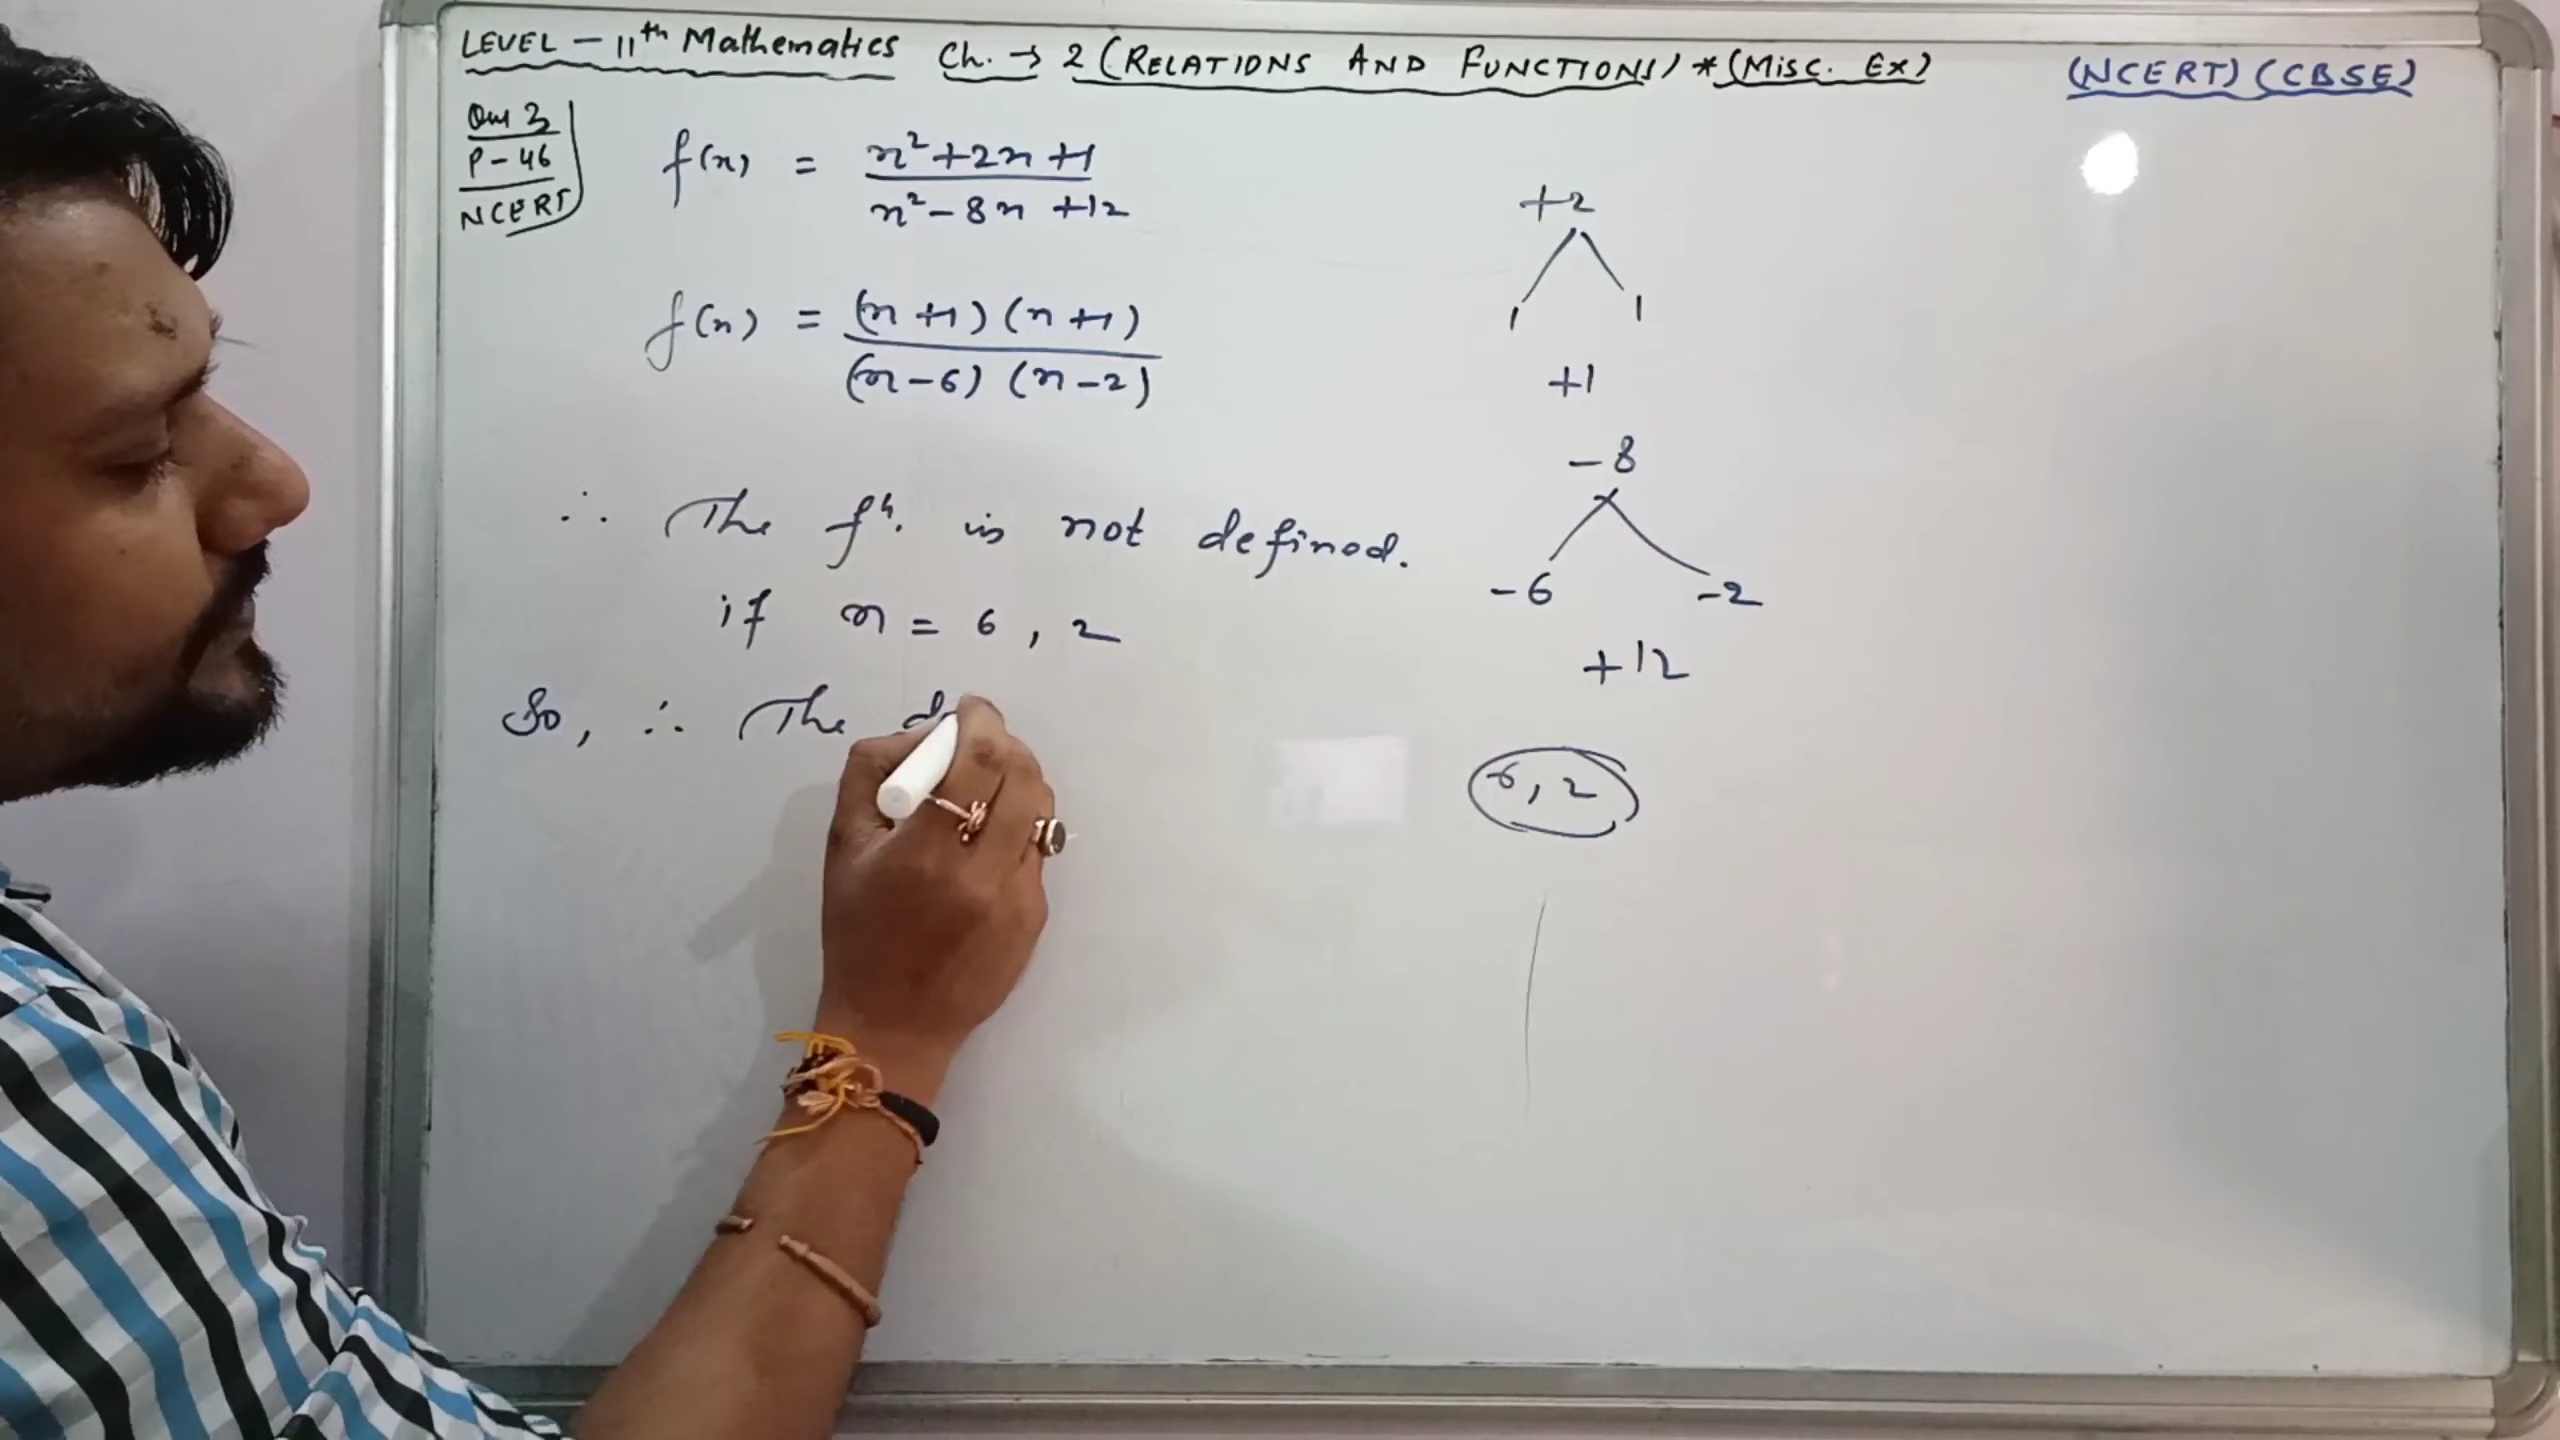 LEVEL - 11th Mathematics Ch. → 2 (RELATIONS AND FUNCTIONS) * (Misc. Ex) (NCERT) (CBSE)
Qus 3
P - 46
NCERT
f(x) = x²+2x+1 / x²-8x+12
f(x) = (x+1)(x+1) / (x-6)(x-2)
∴ The fn. is not defined.
if x = 6, 2
So, ∴ The
+2
1 1
+1
-8
-6 -2
+12
6, 2